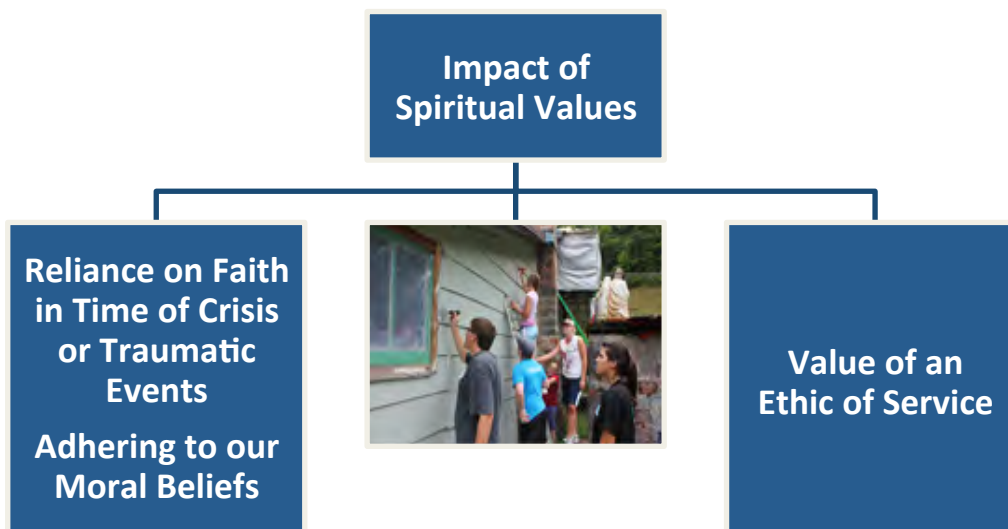 Impact of
Spiritual Values
Reliance on Faith
in Time of Crisis
or Traumatic
Events
Adhering to our
Moral Beliefs
Value of an
Ethic of Service